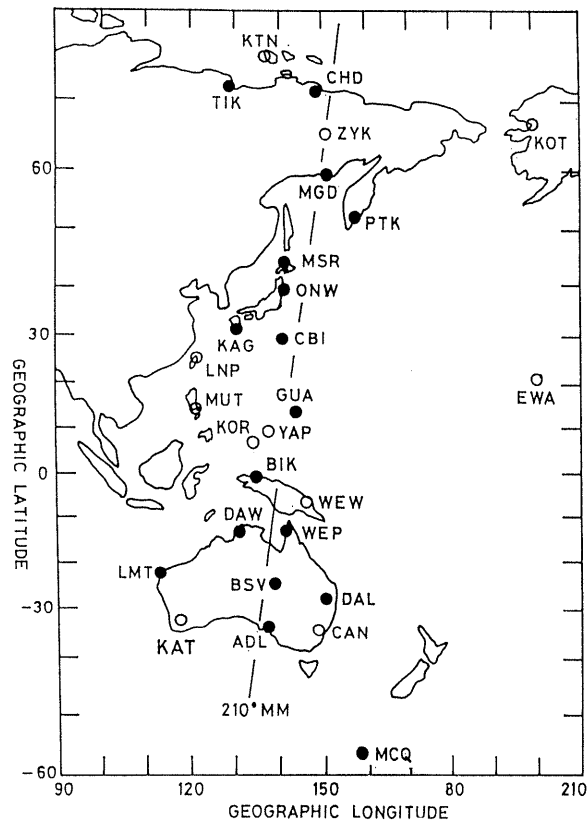 KTN
CHD
TIK
ZYK
KOT
60
MGD
PTK
MSR
ONW
30
KAG
CBI
LNP
GUA
EWA
MUT
KOR
YAP
BIK
0
WEW
DAW
WEP
LMT
BSV
DAL
-30
KAT
ADL
CAN
210° MM
MCQ
-60
90
120
150
80
210
GEOGRAPHIC LATITUDE
GEOGRAPHIC LONGITUDE